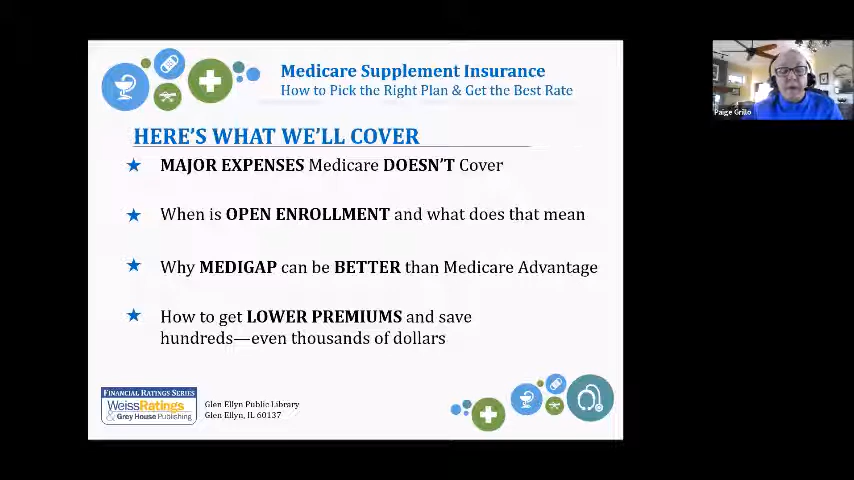 Medicare Supplement Insurance
How to Pick the Right Plan & Get the Best Rate
HERE'S WHAT WE'LL COVER
MAJOR EXPENSES Medicare DOESN'T Cover
When is OPEN ENROLLMENT and what does that mean
Why MEDIGAP can be BETTER than Medicare Advantage
How to get LOWER PREMIUMS and save
hundreds—even thousands of dollars
FINANCIAL RATINGS SERIES
WeissRatings
& Grey House Publishing
Glen Ellyn Public Library
Glen Ellyn, IL 60137
Paige Grillo